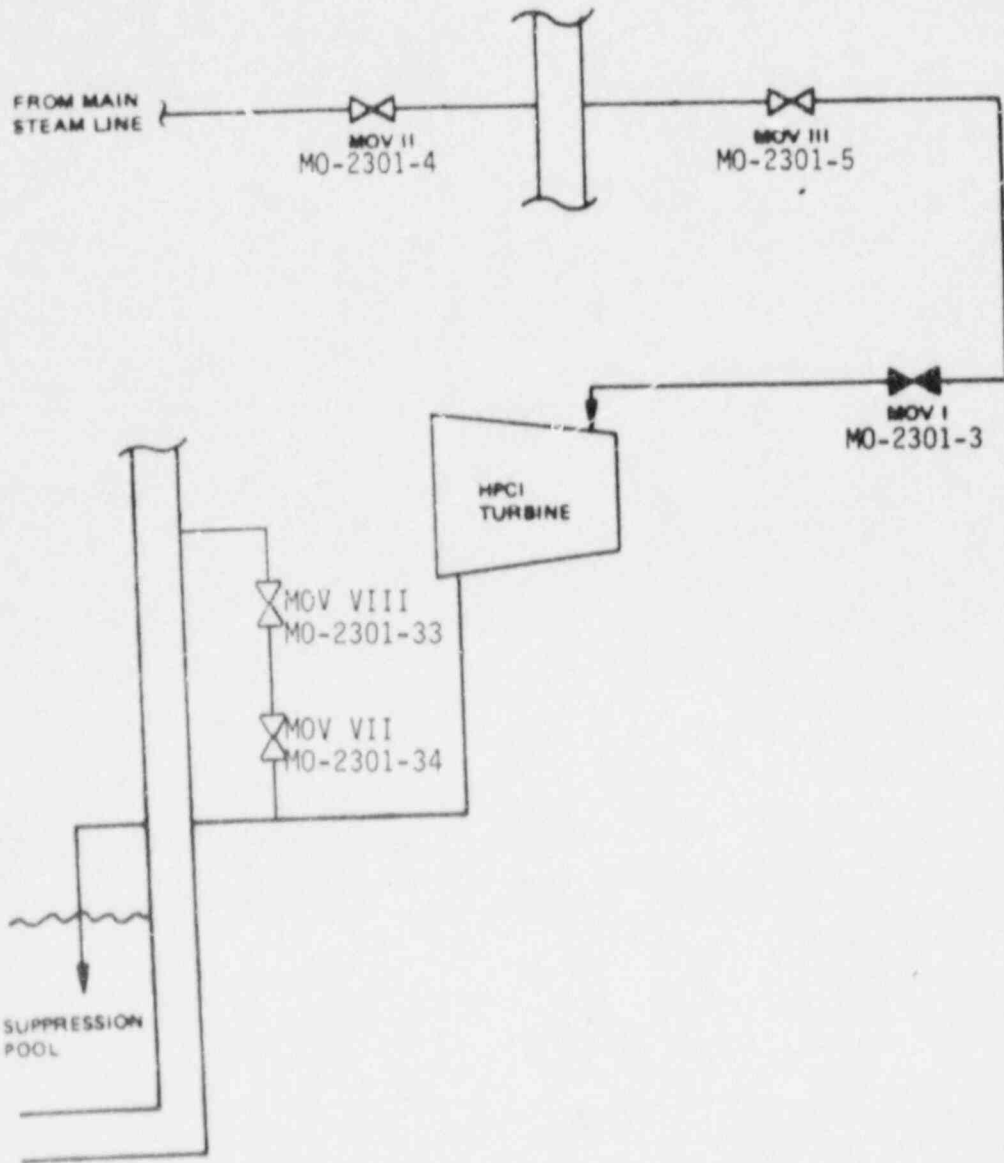 FROM MAIN
STEAM LINE
MOV II
MO-2301-4
MOV III
MO-2301-5
MOV I
MO-2301-3
HPCI
TURBINE
MOV VIII
MO-2301-33
MOV VII
MO-2301-34
SUPPRESSION
POOL